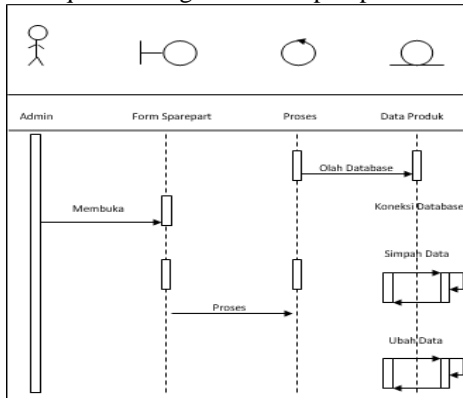 Admin Form Sparepart Proses Data Produk
Olah Database
Membuka
Koneksi Database
Simpan Data
Proses
Ubah Data